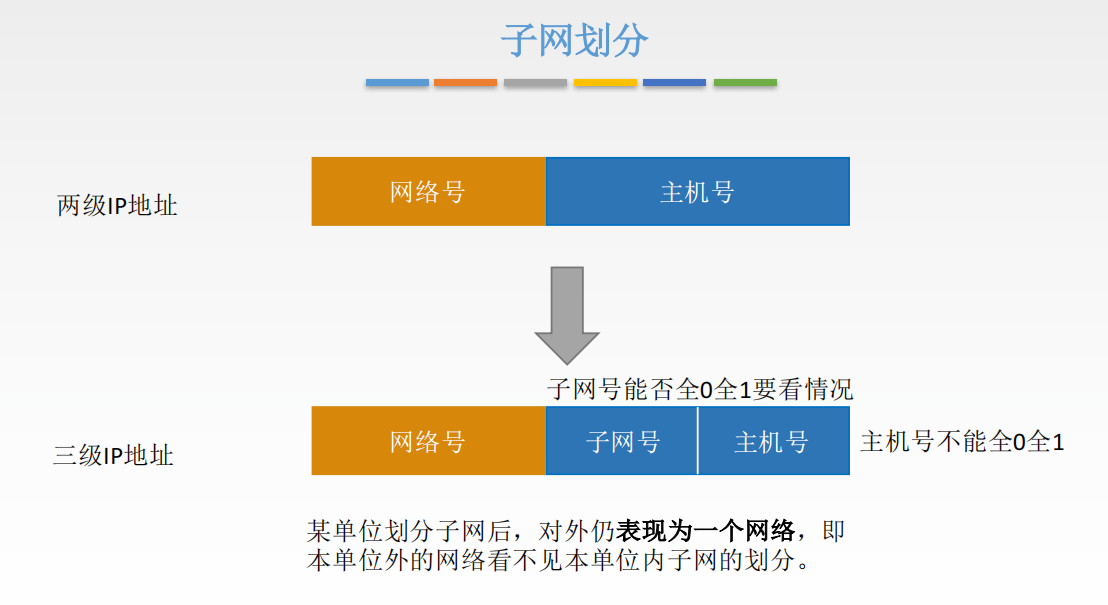 子网划分
两级IP地址
网络号
主机号
子网号能否全0全1要看情况
三级IP地址
网络号
子网号
主机号
主机号不能全0全1
某单位划分子网后，对外仍表现为一个网络，即
本单位外的网络看不见本单位内子网的划分。